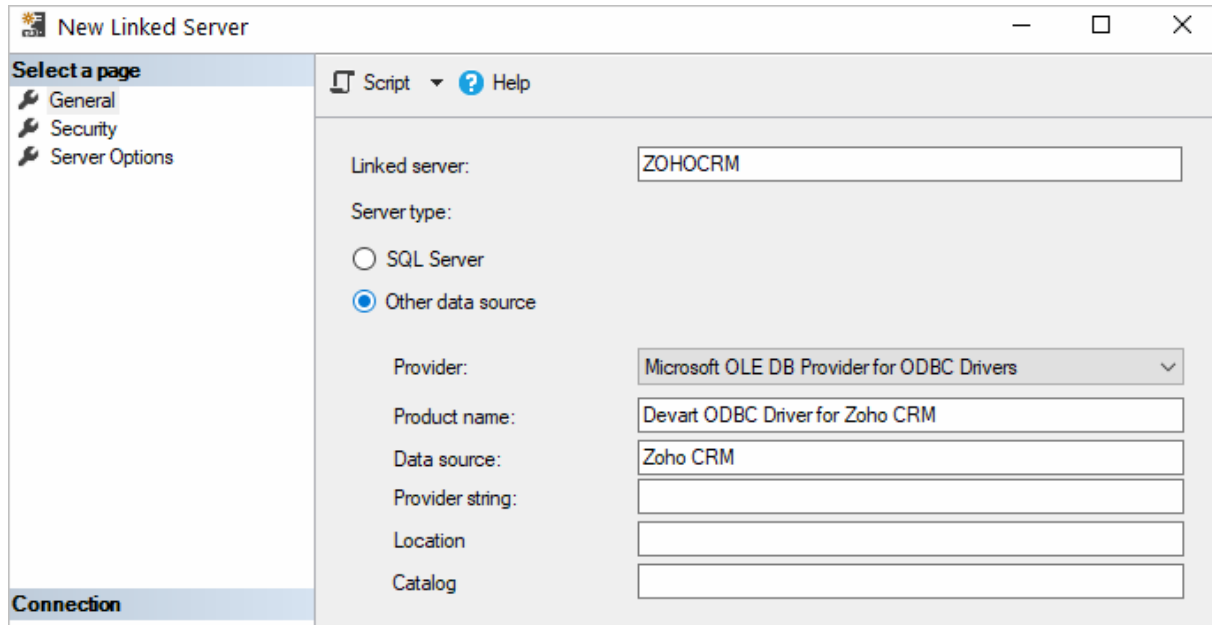 New Linked Server
Select a page
General
Security
Server Options
Connection
Script
Help
Linked server:
ZOHOCRM
Server type:
SQL Server
Other data source
Provider:
Microsoft OLE DB Provider for ODBC Drivers
Product name:
Devart ODBC Driver for Zoho CRM
Data source:
Zoho CRM
Provider string:
Location
Catalog